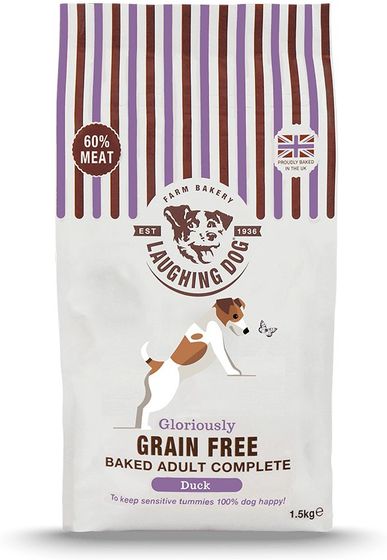 60%
MEAT
PROUDLY BAKED
IN THE UK
FARM BAKERY
EST 1936
LAUGHING DOG
Gloriously
GRAIN FREE
BAKED ADULT COMPLETE
Duck
To keep sensitive tummies 100% dog happy!
1.5kg℮